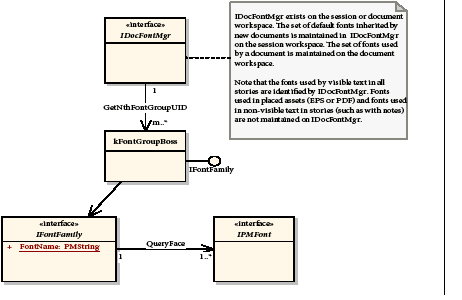 «interface»
IDocFontMgr
IDocFontMgr exists on the session or document
workspace. The set of default fonts inherited by
new documents is maintained in IDocFontMgr
on the session workspace. The set of fonts used
by a document is maintained on the document
workspace.
Note that the fonts used by visible text in all
stories are identified by IDocFontMgr. Fonts
used in placed assets (EPS or PDF) and fonts used
in non-visible text in stories (such as with notes)
are not maintained on IDocFontMgr.
1
GetNthFontGroupUID
m..*
kFontGroupBoss
IFontFamily
«interface»
IFontFamily
+ FontName: PMString
QueryFace
1
1..*
«interface»
IPMFont